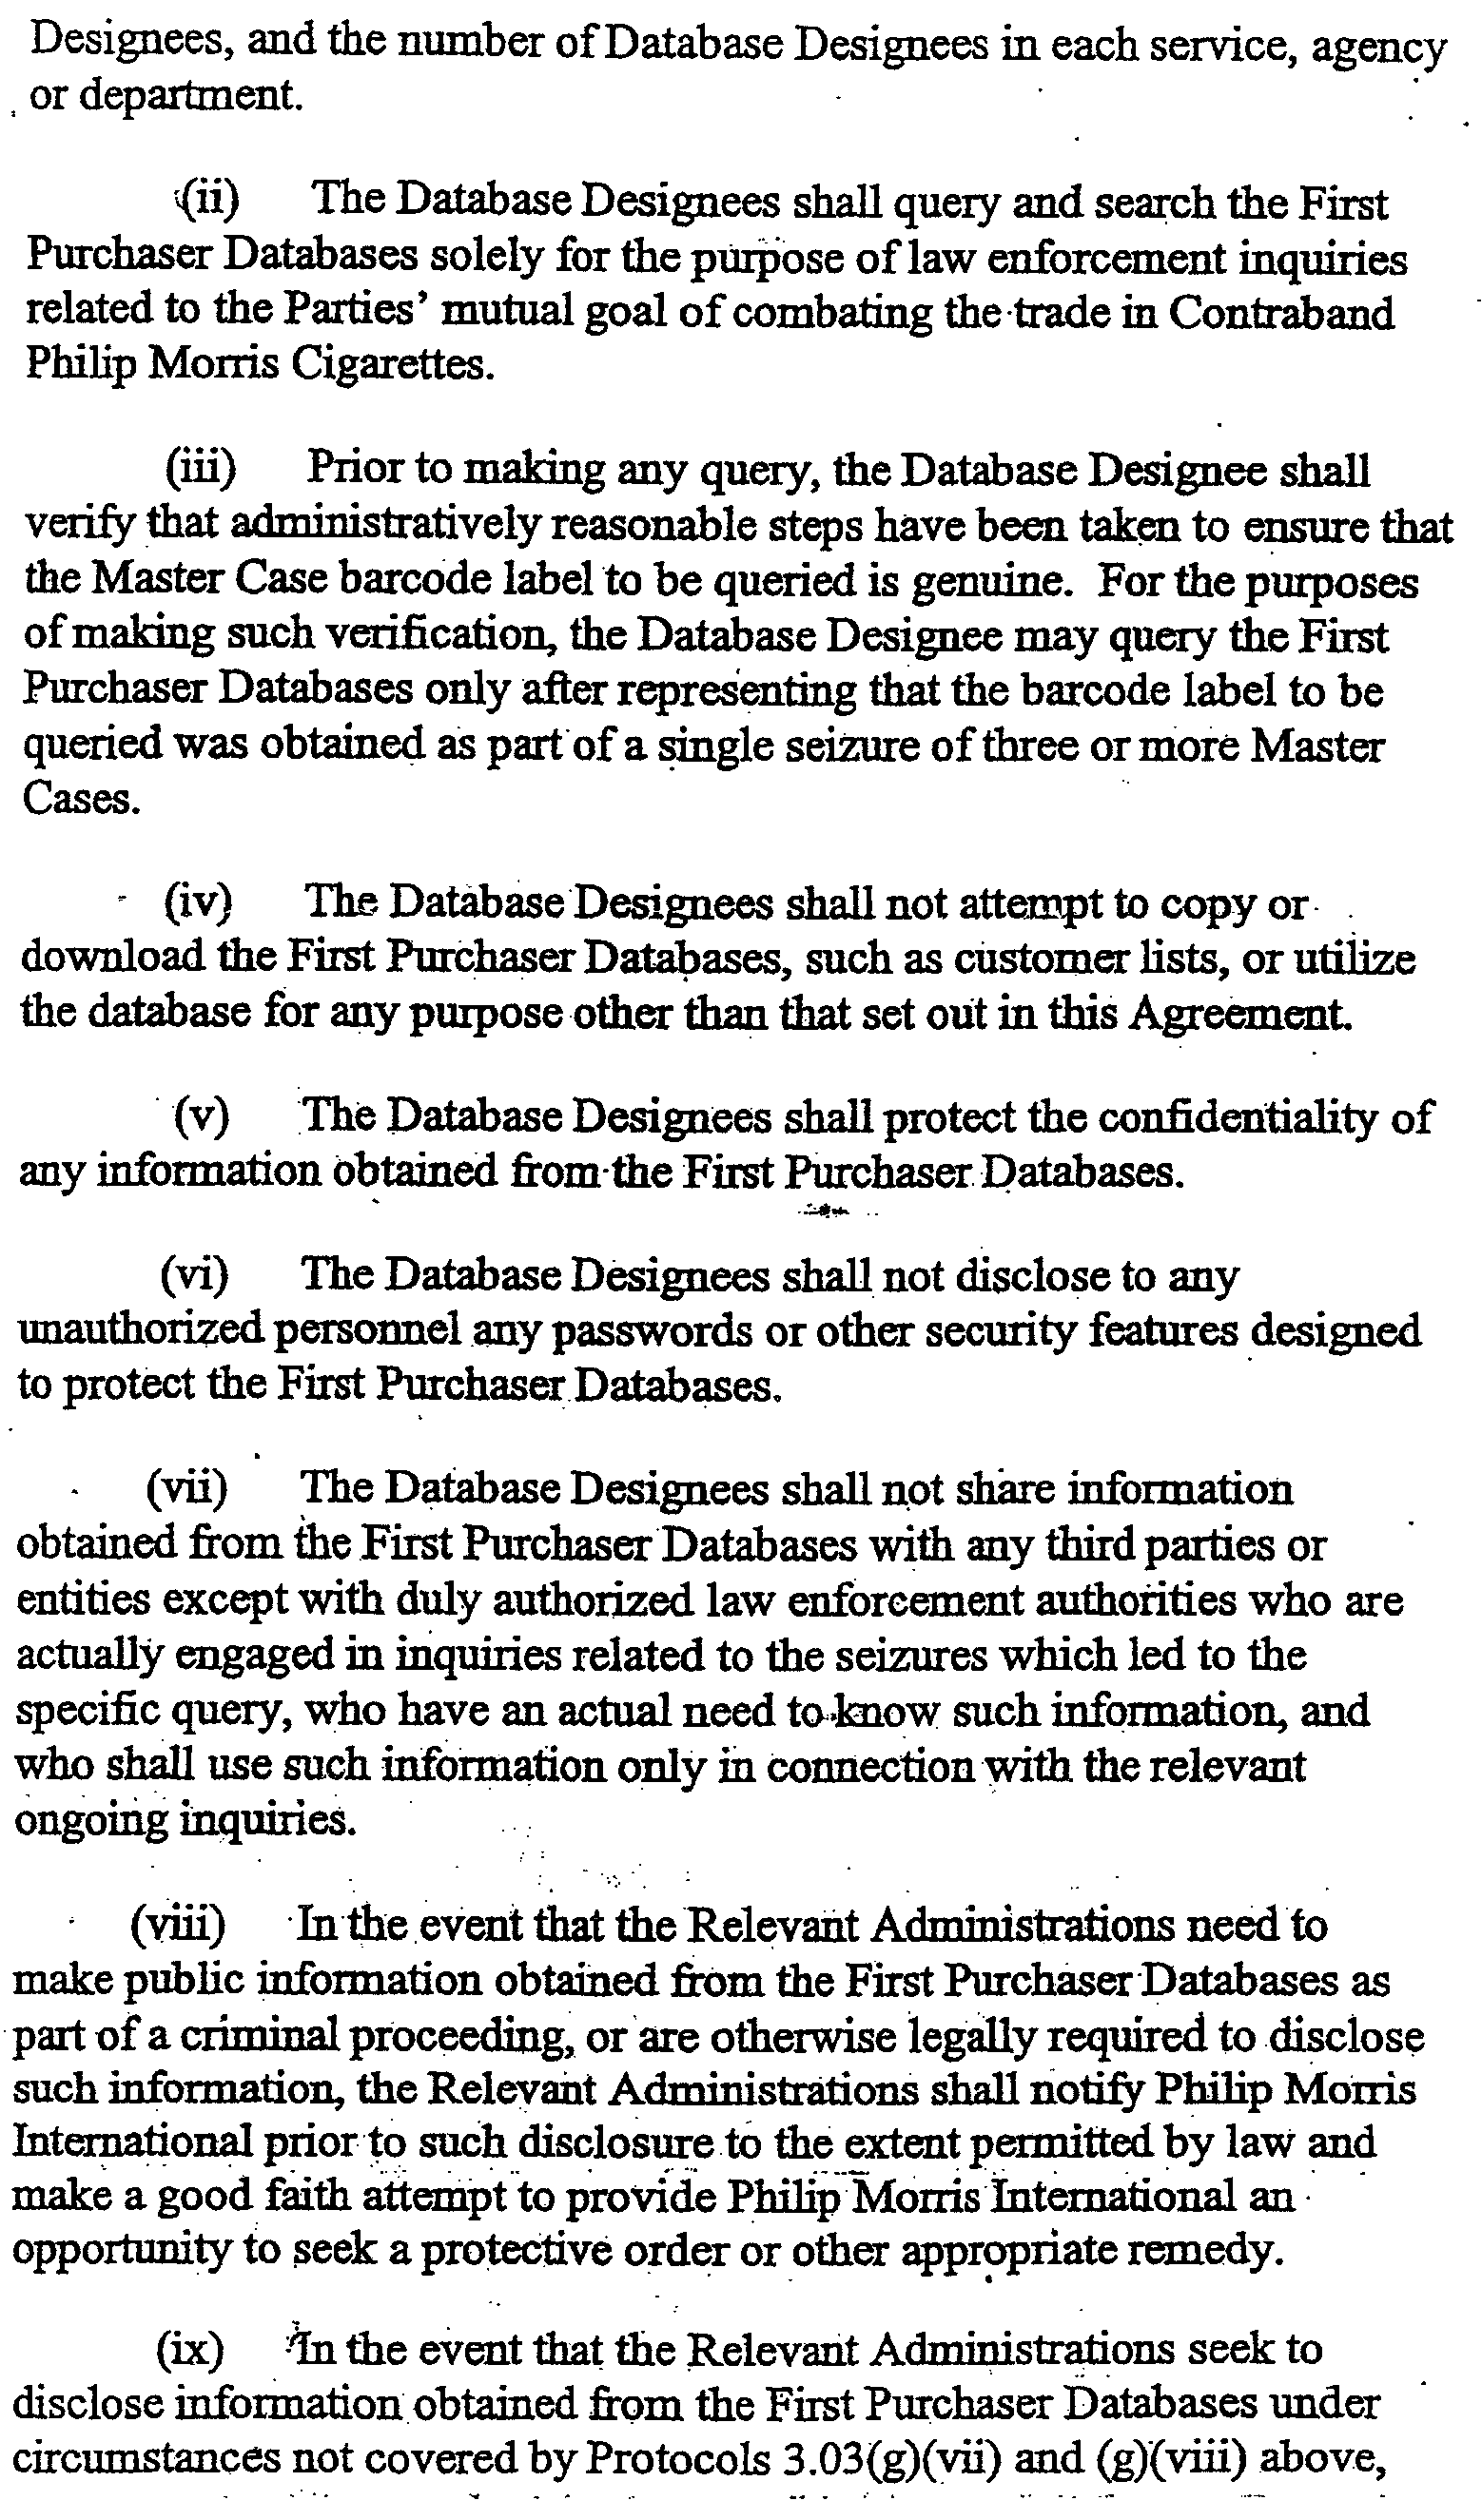 Designees, and the number of Database Designees in each service, agency
or department.
(ii) The Database Designees shall query and search the First
Purchaser Databases solely for the purpose of law enforcement inquiries
related to the Parties' mutual goal of combating the trade in Contraband
Philip Morris Cigarettes.
(iii) Prior to making any query, the Database Designee shall
verify that administratively reasonable steps have been taken to ensure that
the Master Case barcode label to be queried is genuine. For the purposes
of making such verification, the Database Designee may query the First
Purchaser Databases only after representing that the barcode label to be
queried was obtained as part of a single seizure of three or more Master
Cases.
(iv) The Database Designees shall not attempt to copy or
download the First Purchaser Databases, such as customer lists, or utilize
the database for any purpose other than that set out in this Agreement.
(v) The Database Designees shall protect the confidentiality of
any information obtained from the First Purchaser Databases.
(vi) The Database Designees shall not disclose to any
unauthorized personnel any passwords or other security features designed
to protect the First Purchaser Databases.
(vii) The Database Designees shall not share information
obtained from the First Purchaser Databases with any third parties or
entities except with duly authorized law enforcement authorities who are
actually engaged in inquiries related to the seizures which led to the
specific query, who have an actual need to know such information, and
who shall use such information only in connection with the relevant
ongoing inquiries.
(viii) In the event that the Relevant Administrations need to
make public information obtained from the First Purchaser Databases as
part of a criminal proceeding, or are otherwise legally required to disclose
such information, the Relevant Administrations shall notify Philip Morris
International prior to such disclosure to the extent permitted by law and
make a good faith attempt to provide Philip Morris International an
opportunity to seek a protective order or other appropriate remedy.
(ix) In the event that the Relevant Administrations seek to
disclose information obtained from the First Purchaser Databases under
circumstances not covered by Protocols 3.03(g)(vii) and (g)(viii) above,